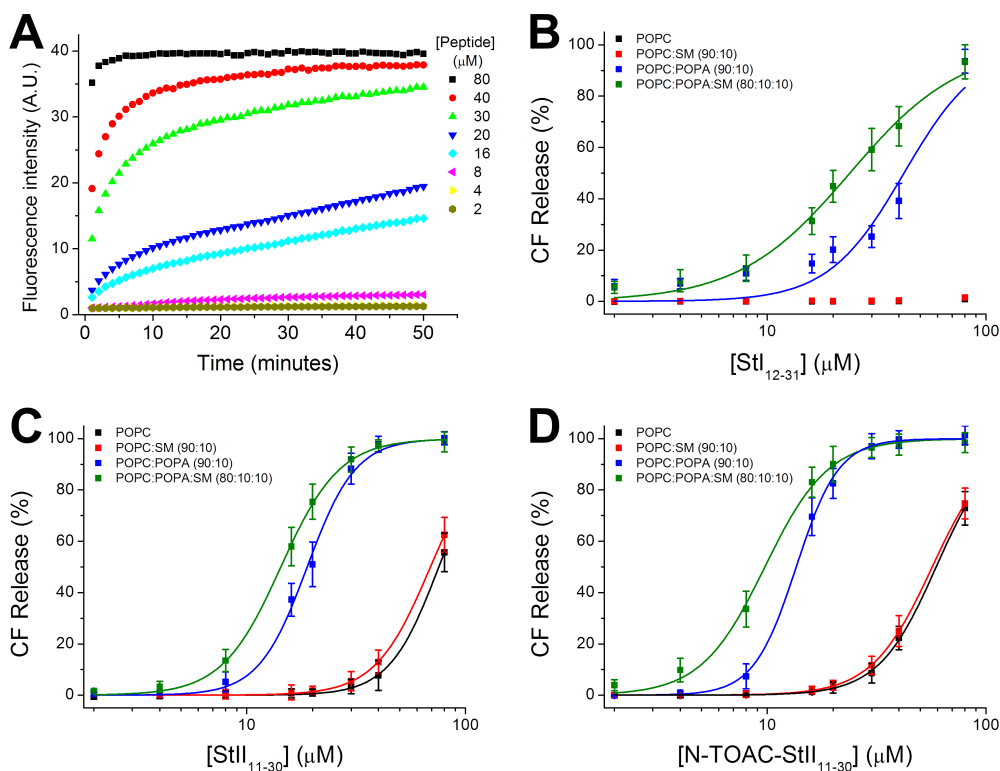 A
[Peptide]
(μM)
80
40
30
20
16
8
4
2
40
30
20
10
0
0 10 20 30 40 50
Fluorescence intensity (A.U.)
Time (minutes)
B
POPC
POPC:SM (90:10)
POPC:POPA (90:10)
POPC:POPA:SM (80:10:10)
100
80
60
40
20
0
10 100
CF Release (%)
[StI12-31] (μM)
C
POPC
POPC:SM (90:10)
POPC:POPA (90:10)
POPC:POPA:SM (80:10:10)
100
80
60
40
20
0
10 100
CF Release (%)
[StII11-30] (μM)
D
POPC
POPC:SM (90:10)
POPC:POPA (90:10)
POPC:POPA:SM (80:10:10)
100
80
60
40
20
0
10 100
CF Release (%)
[N-TOAC-StII11-30] (μM)